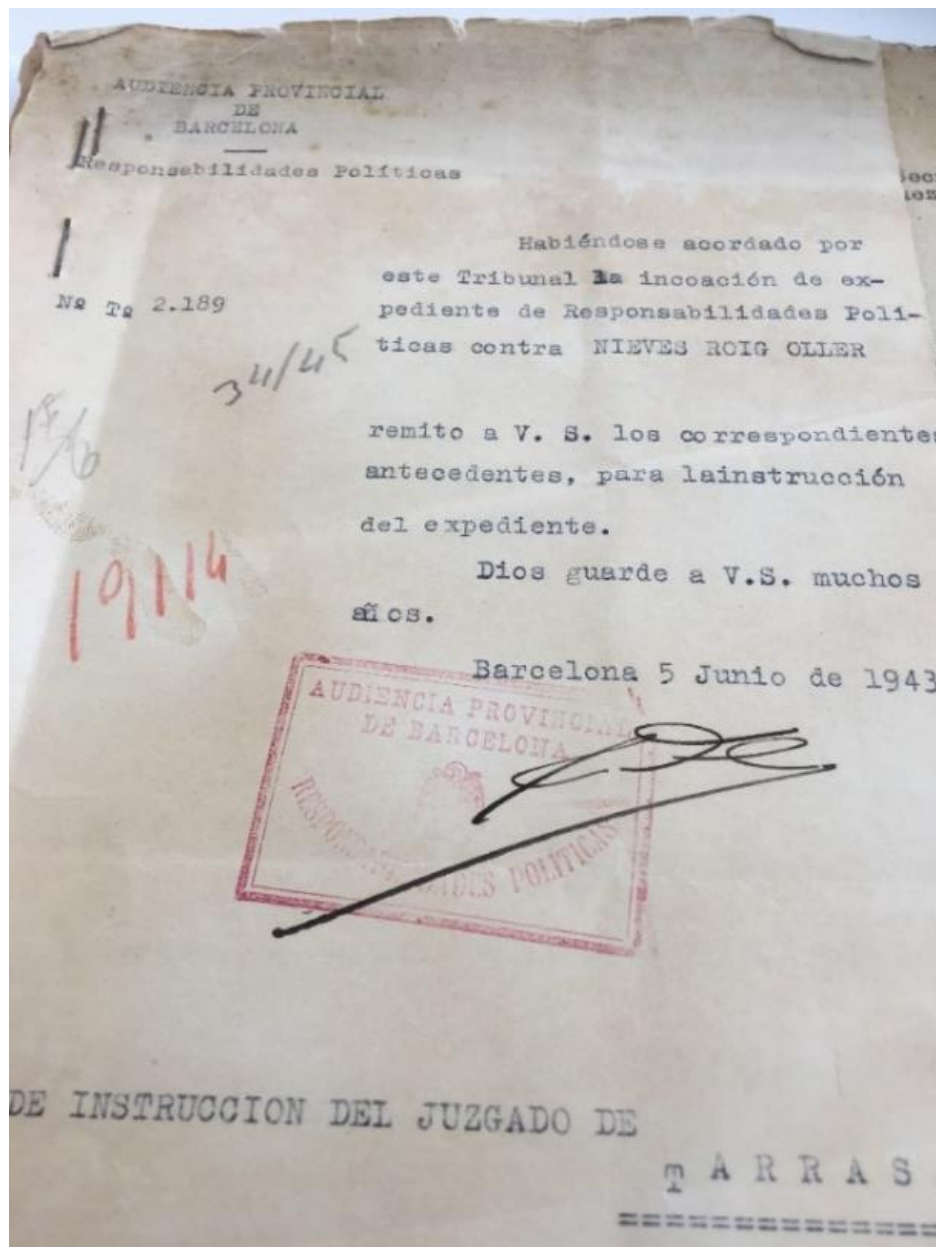 AUDIENCIA PROVINCIAL
DE
BARCELONA
Responsabilidades Políticas
Habiéndose acordado por
este Tribunal la incoación de ex-
Nº Tº 2.189
pediente de Responsabilidades Polí-
ticas contra NIEVES ROIG OLLER
34/45
remito a V. S. los correspondientes
antecedentes, para lainstrucción
del expediente.
19114
Dios guarde a V.S. muchos
años.
Barcelona 5 Junio de 1943
AUDIENCIA PROVINCIAL
DE BARCELONA
RESPONSABILIDADES POLITICAS
DE INSTRUCCION DEL JUZGADO DE
TARRAS